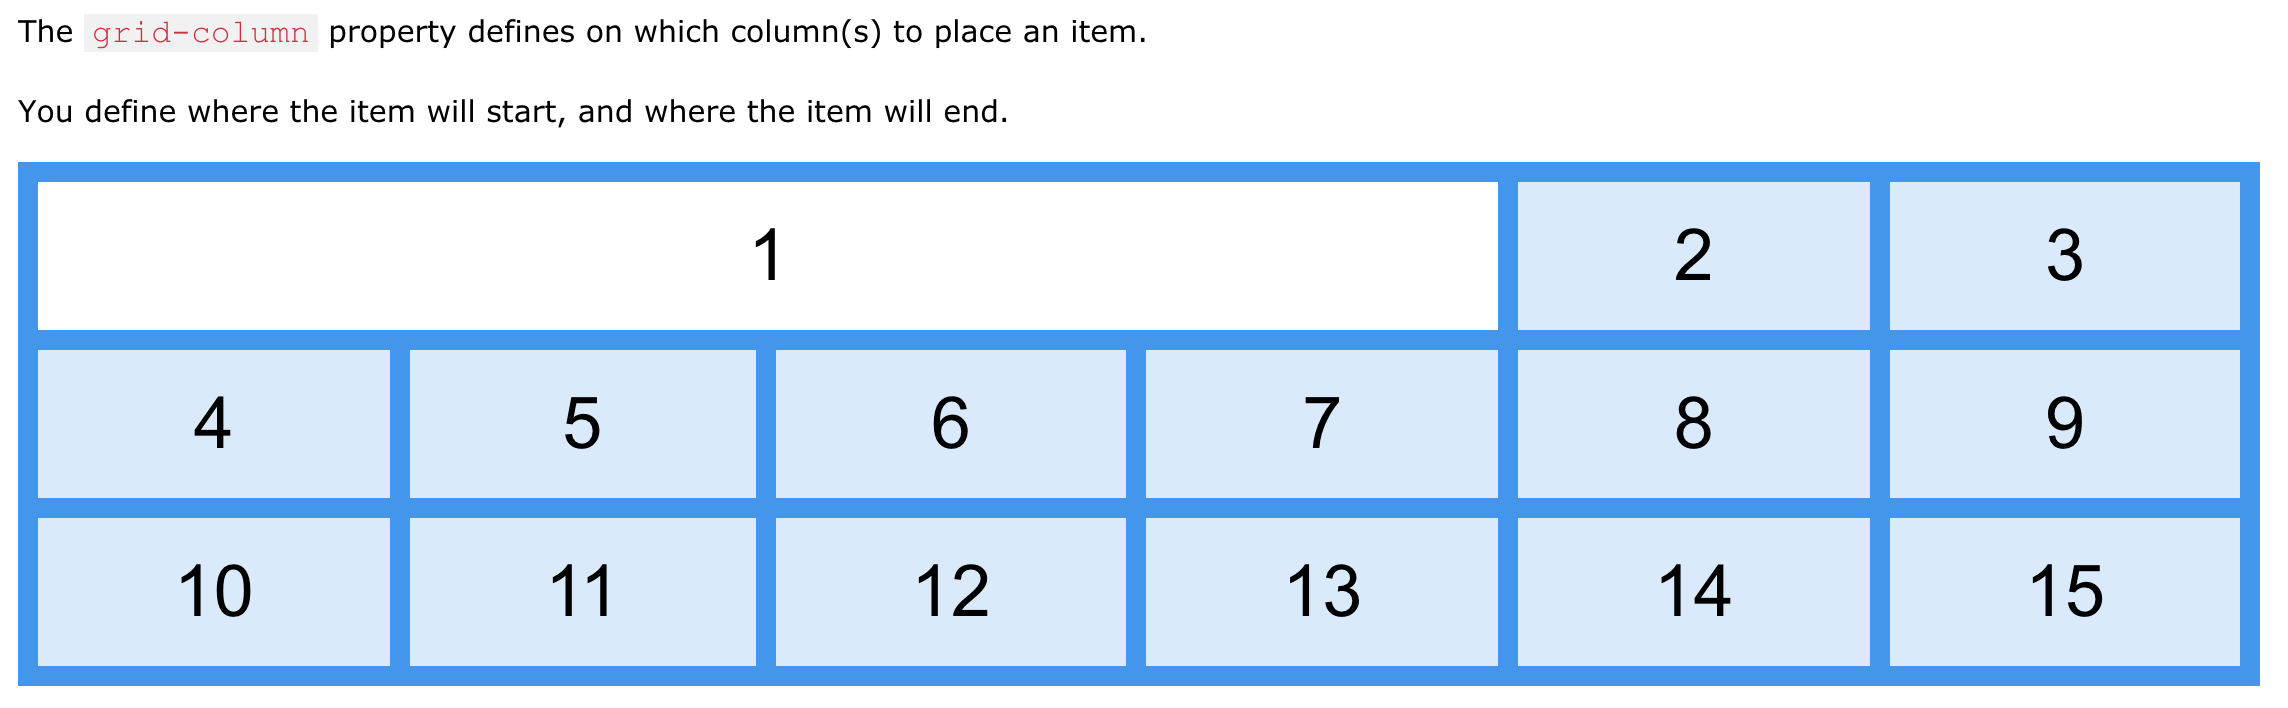 The grid-column property defines on which column(s) to place an item.
You define where the item will start, and where the item will end.
1 2 3
4 5 6 7 8 9
10 11 12 13 14 15